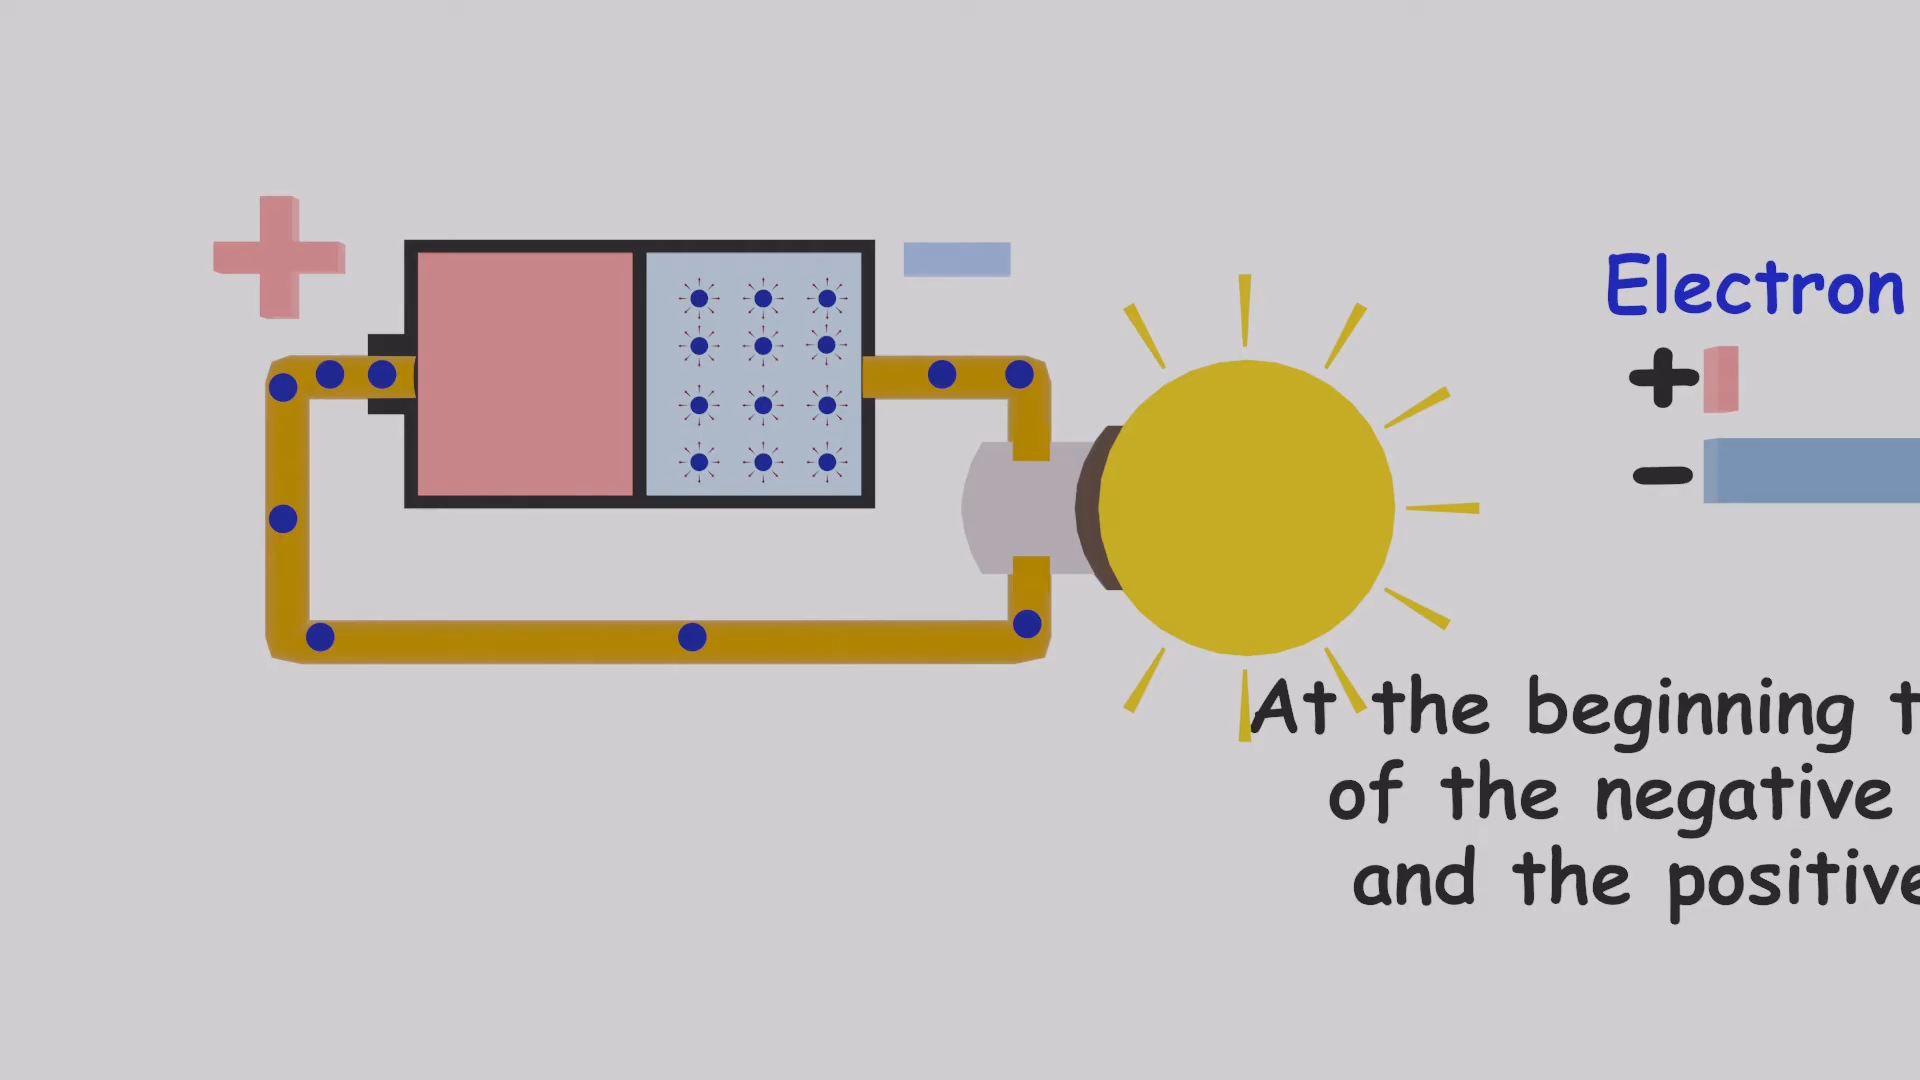 Electron
+
-
At the beginning
of the negative
and the positive